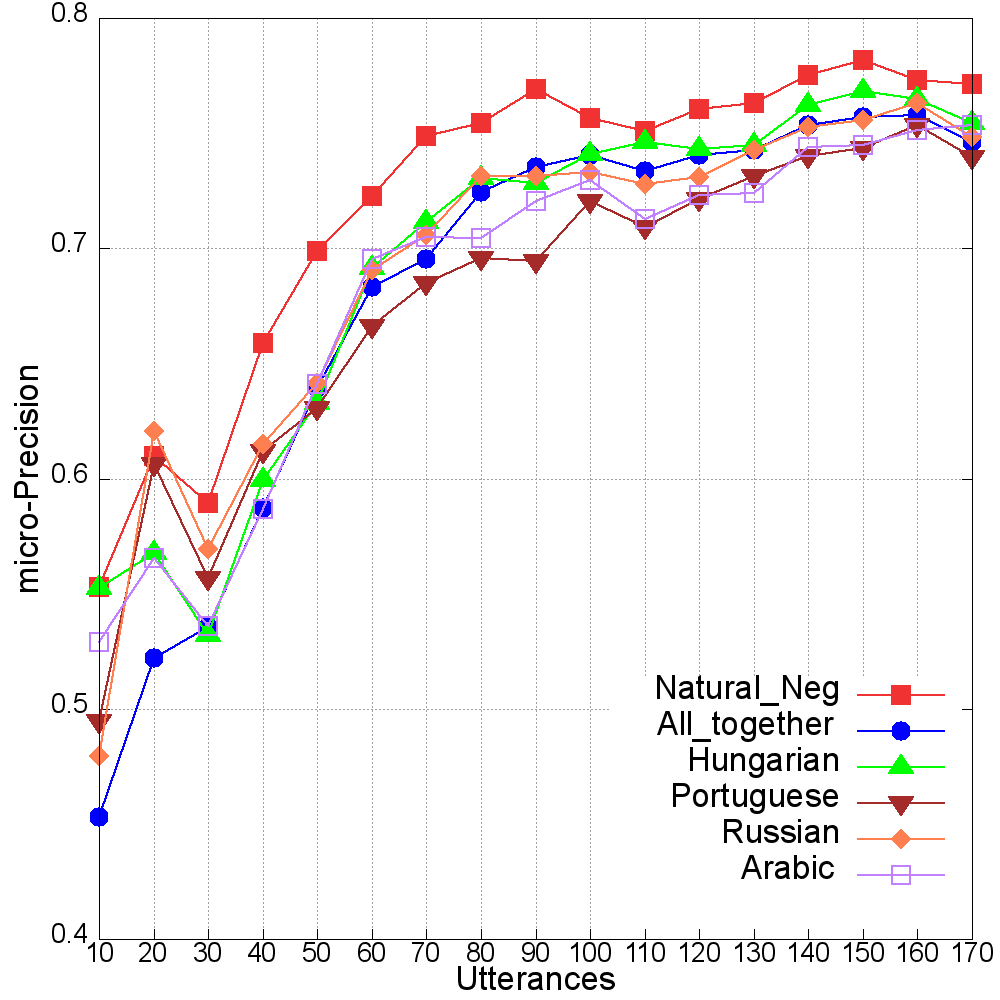 0.8
0.7
0.6
0.5
0.4
micro-Precision
Natural_Neg
All_together
Hungarian
Portuguese
Russian
Arabic
10 20 30 40 50 60 70 80 90 100 110 120 130 140 150 160 170
Utterances